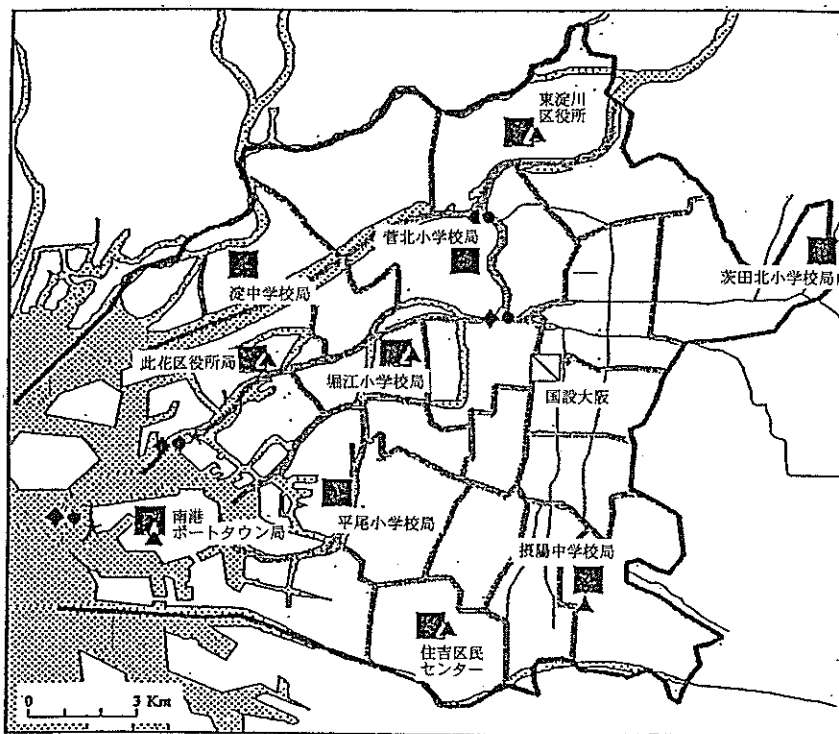 東淀川
区役所
菅北小学校局
淀中学校局
茨田北小学校局
此花区役所局
堀江小学校局
国設大阪
南港
ポートタウン局
平尾小学校局
摂陽中学校局
住吉区民
センター
0 3 Km